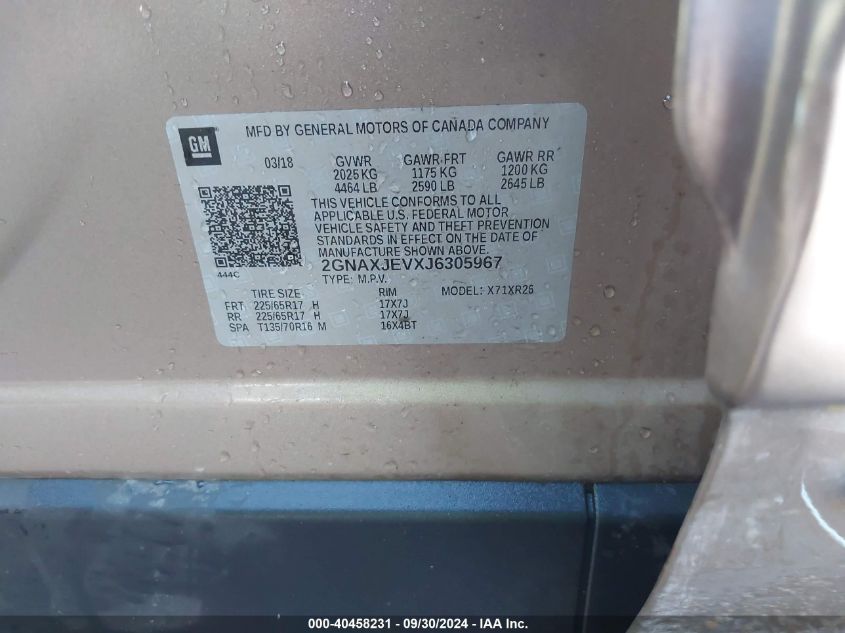 GM
MFD BY GENERAL MOTORS OF CANADA COMPANY
03/18 GVWR GAWR FRT GAWR RR
2025 KG 1175 KG 1200 KG
4464 LB 2590 LB 2645 LB
THIS VEHICLE CONFORMS TO ALL
APPLICABLE U.S. FEDERAL MOTOR
VEHICLE SAFETY AND THEFT PREVENTION
STANDARDS IN EFFECT ON THE DATE OF
MANUFACTURE SHOWN ABOVE.
2GNAXJEVXJ6305967
444C TYPE: M.P.V.
TIRE SIZE RIM MODEL: X71XR26
FRT 225/65R17 H 17X7J
RR 225/65R17 H 17X7J
SPA T135/70R16 M 16X4BT
000-40458231 - 09/30/2024 - IAA Inc.